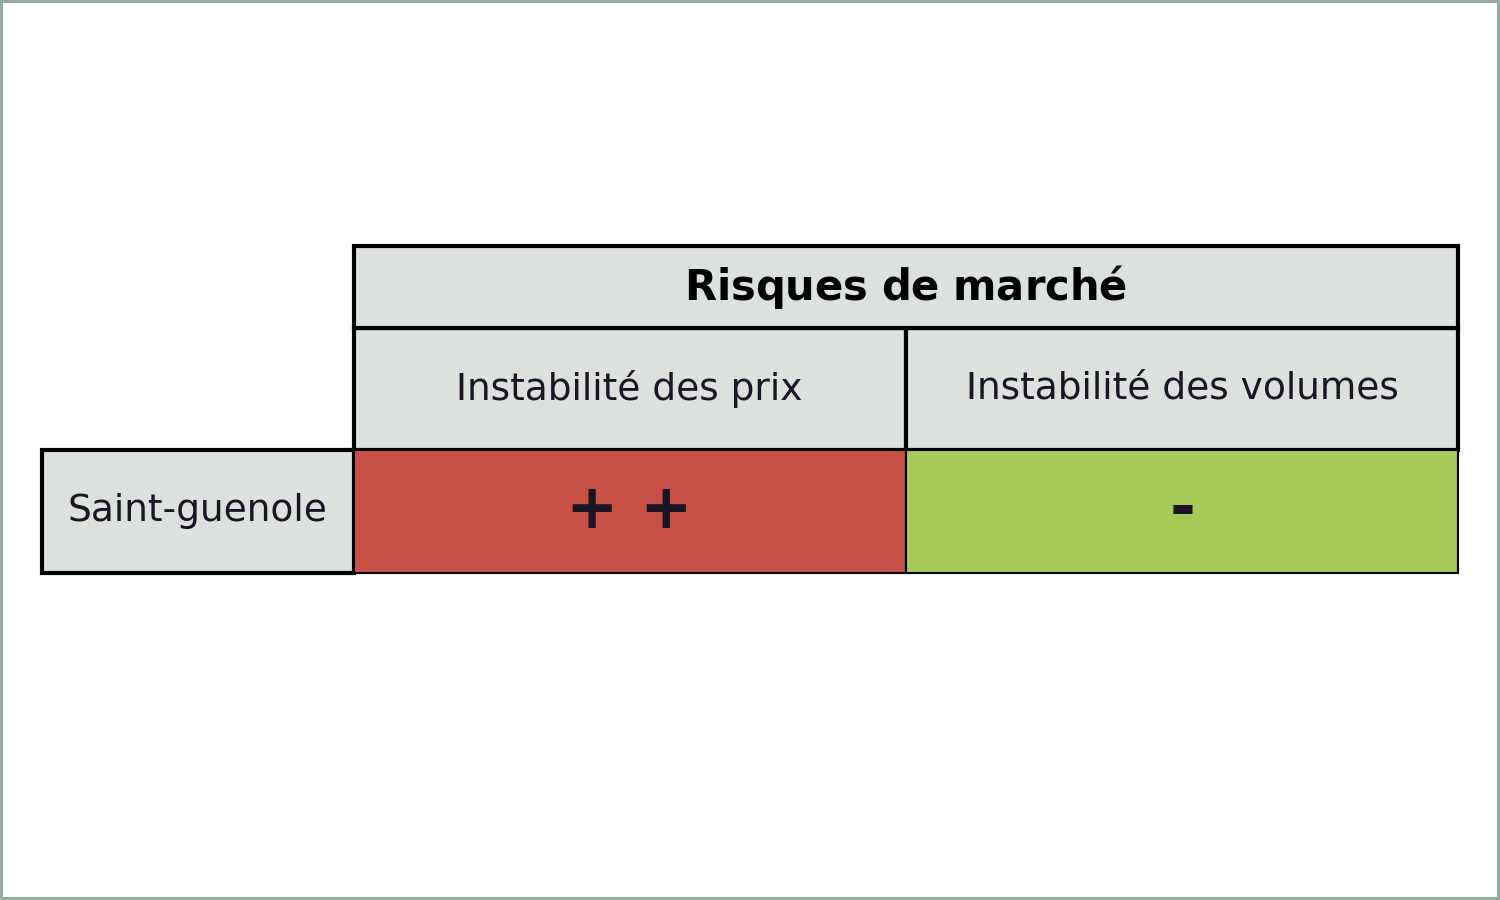 Risques de marché
Instabilité des prix
Instabilité des volumes
Saint-guenole
+ +
-